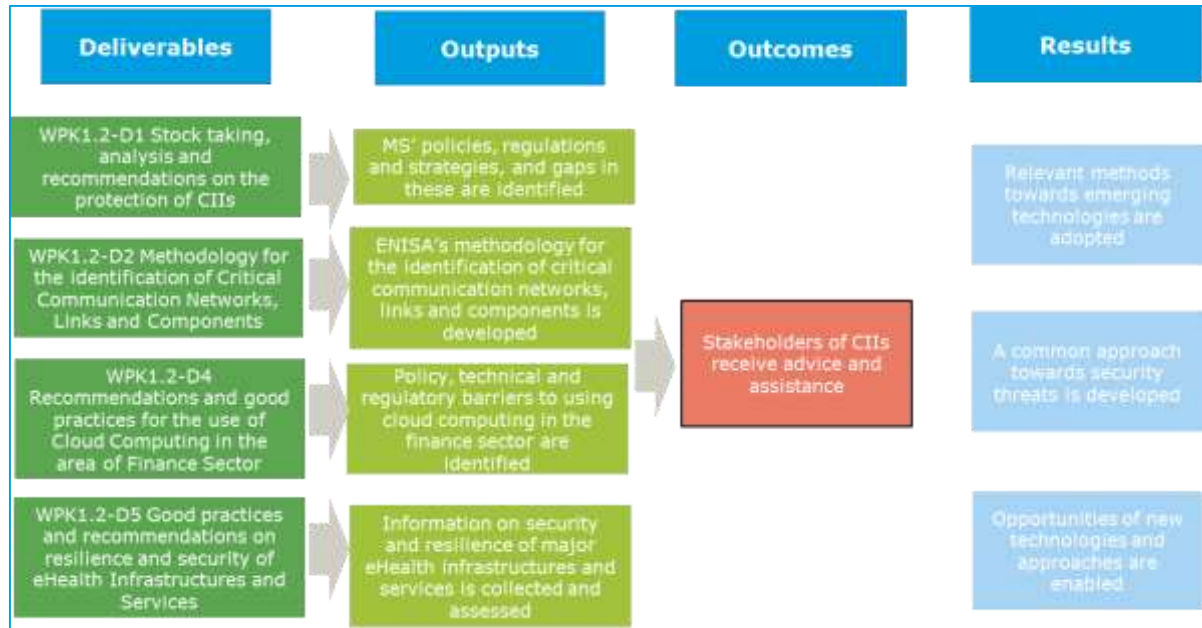 Deliverables
Outputs
Outcomes
Results
WPK1.2-D1 Stock taking,
analysis and
recommendations on the
protection of CIIs
MS' policies, regulations
and strategies, and gaps in
these are identified
Relevant methods
towards emerging
technologies are
adopted
WPK1.2-D2 Methodology for
the identification of Critical
Communication Networks,
Links and Components
ENISA's methodology for
the identification of critical
communication networks,
links and components is
developed
Stakeholders of CIIs
receive advice and
assistance
A common approach
towards security
threats is developed
WPK1.2-D4
Recommendations and good
practices for the use of
Cloud Computing in the
area of Finance Sector
Policy, technical and
regulatory barriers to using
cloud computing in the
finance sector are
identified
WPK1.2-D5 Good practices
and recommendations on
resilience and security of
eHealth Infrastructures and
Services
Information on security
and resilience of major
eHealth infrastructures and
services is collected and
assessed
Opportunities of new
technologies and
approaches are
enabled